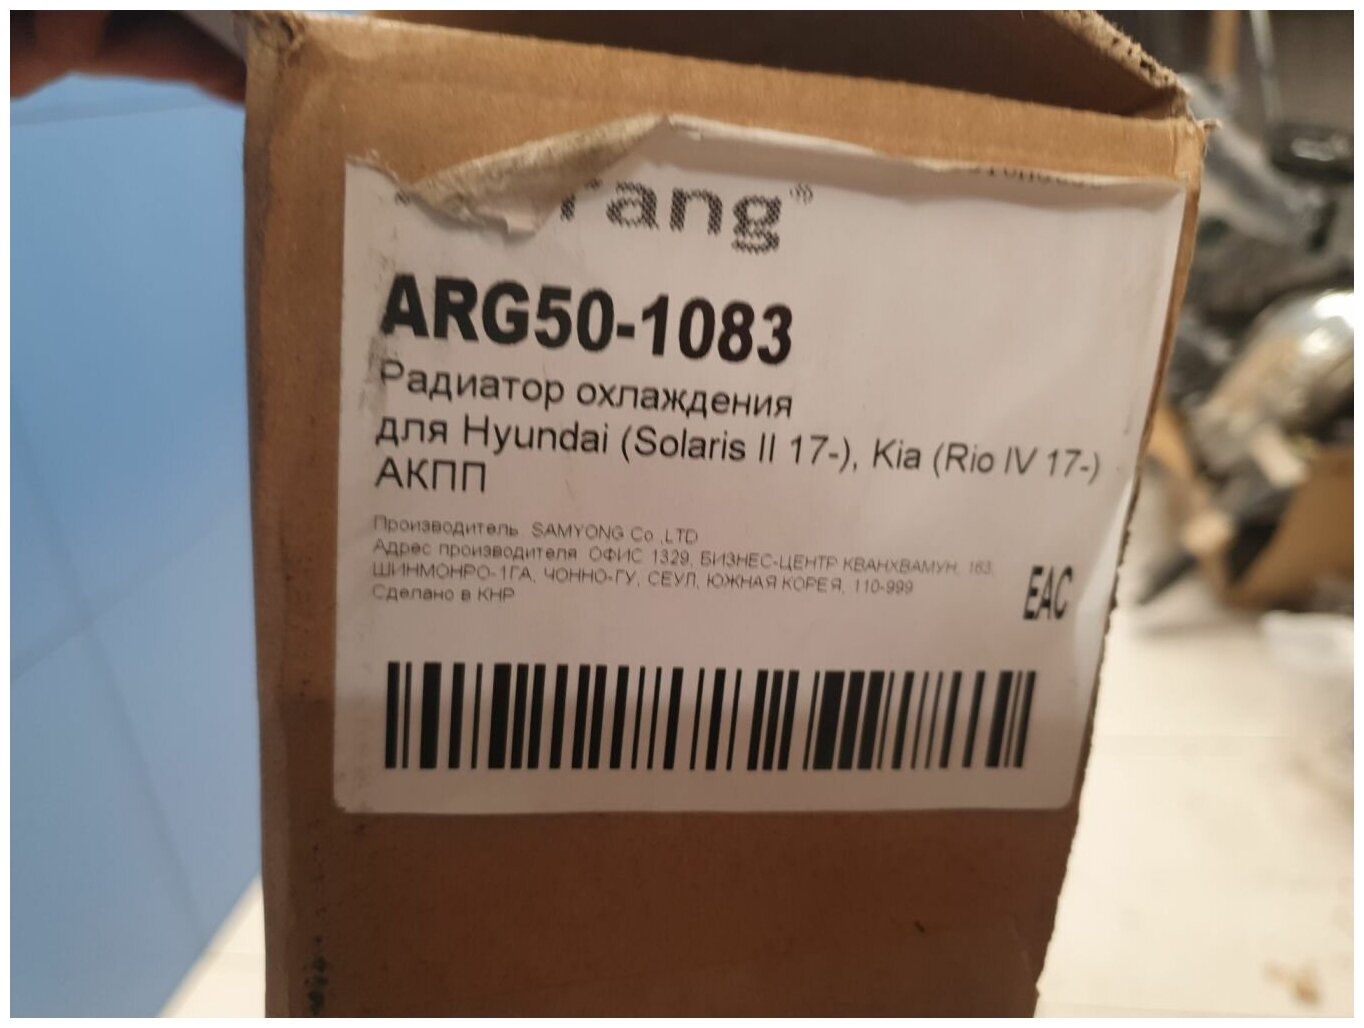 ARG50-1083
Радиатор охлаждения
для Hyundai (Solaris II 17-), Kia (Rio IV 17-)
АКПП
Производитель SAMYONG Co.,LTD
Адрес производителя ОФИС 1329, БИЗНЕС-ЦЕНТР КВАНХВАМУН, 163,
ШИНМОНРО-1ГА, ЧОННО-ГУ, СЕУЛ, ЮЖНАЯ КОРЕЯ, 110-999
Сделано в КНР
EAC